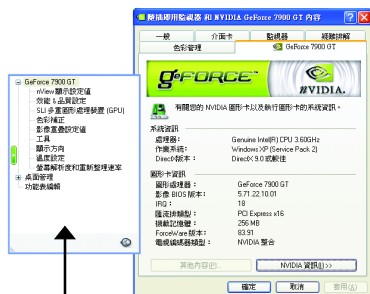 隨插即用監視器 和 NVIDIA GeForce 7900 GT 內容
一般 介面卡 監視器 疑難排解
色彩管理 GeForce 7900 GT
GeFORCE™
NVIDIA.
有關您的 NVIDIA 圖形卡以及執行圖形卡的系統資訊。
系統資訊
處理器： Genuine Intel(R) CPU 3.60GHz
作業系統： Windows XP (Service Pack 2)
DirectX版本： DirectX 9.0 或較佳
圖形卡資訊
圖形處理器： GeForce 7900 GT
影像 BIOS 版本： 5.71.22.10.01
IRQ： 18
匯流排類型： PCI Express x16
機載記憶體： 256 MB
ForceWare 版本： 83.91
電視編碼器類型： NVIDIA 整合
其他內容(P)... NVIDIA 資訊(I) >>
確定 取消 套用(A)
GeForce 7900 GT
nView 顯示設定值
效能 & 品質設定
SLI 多重圖形處理裝置 (GPU)
色彩補正
影像重疊設定值
工具
顯示方向
溫度設定
螢幕解析度和重新整理速率
桌面管理
功能表編輯